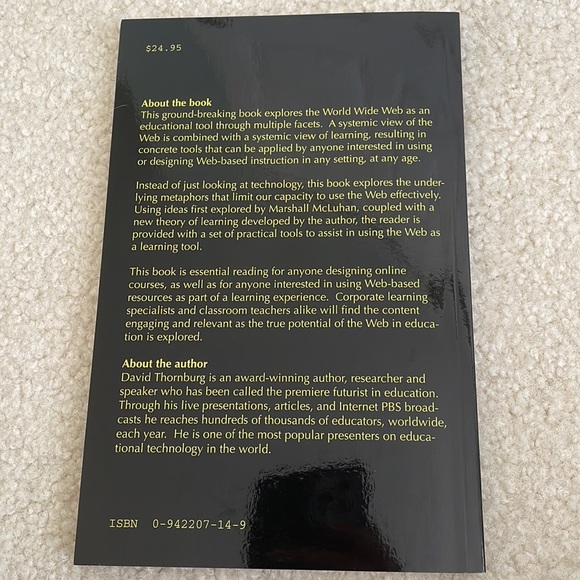 $24.95
About the book
This ground-breaking book explores the World Wide Web as an
educational tool through multiple facets. A systemic view of the
Web is combined with a systemic view of learning, resulting in
concrete tools that can be applied by anyone interested in using
or designing Web-based instruction in any setting, at any age.
Instead of just looking at technology, this book explores the under-
lying metaphors that limit our capacity to use the Web effectively.
Using ideas first explored by Marshall McLuhan, coupled with a
new theory of learning developed by the author, the reader is
provided with a set of practical tools to assist in using the Web as
a learning tool.
This book is essential reading for anyone designing online
courses, as well as for anyone interested in using Web-based
resources as part of a learning experience. Corporate learning
specialists and classroom teachers alike will find the content
engaging and relevant as the true potential of the Web in educa-
tion is explored.
About the author
David Thornburg is an award-winning author, researcher and
speaker who has been called the premiere futurist in education.
Through his live presentations, articles, and Internet PBS broad-
casts he reaches hundreds of thousands of educators, worldwide,
each year. He is one of the most popular presenters on educa-
tional technology in the world.
ISBN 0-942207-14-9